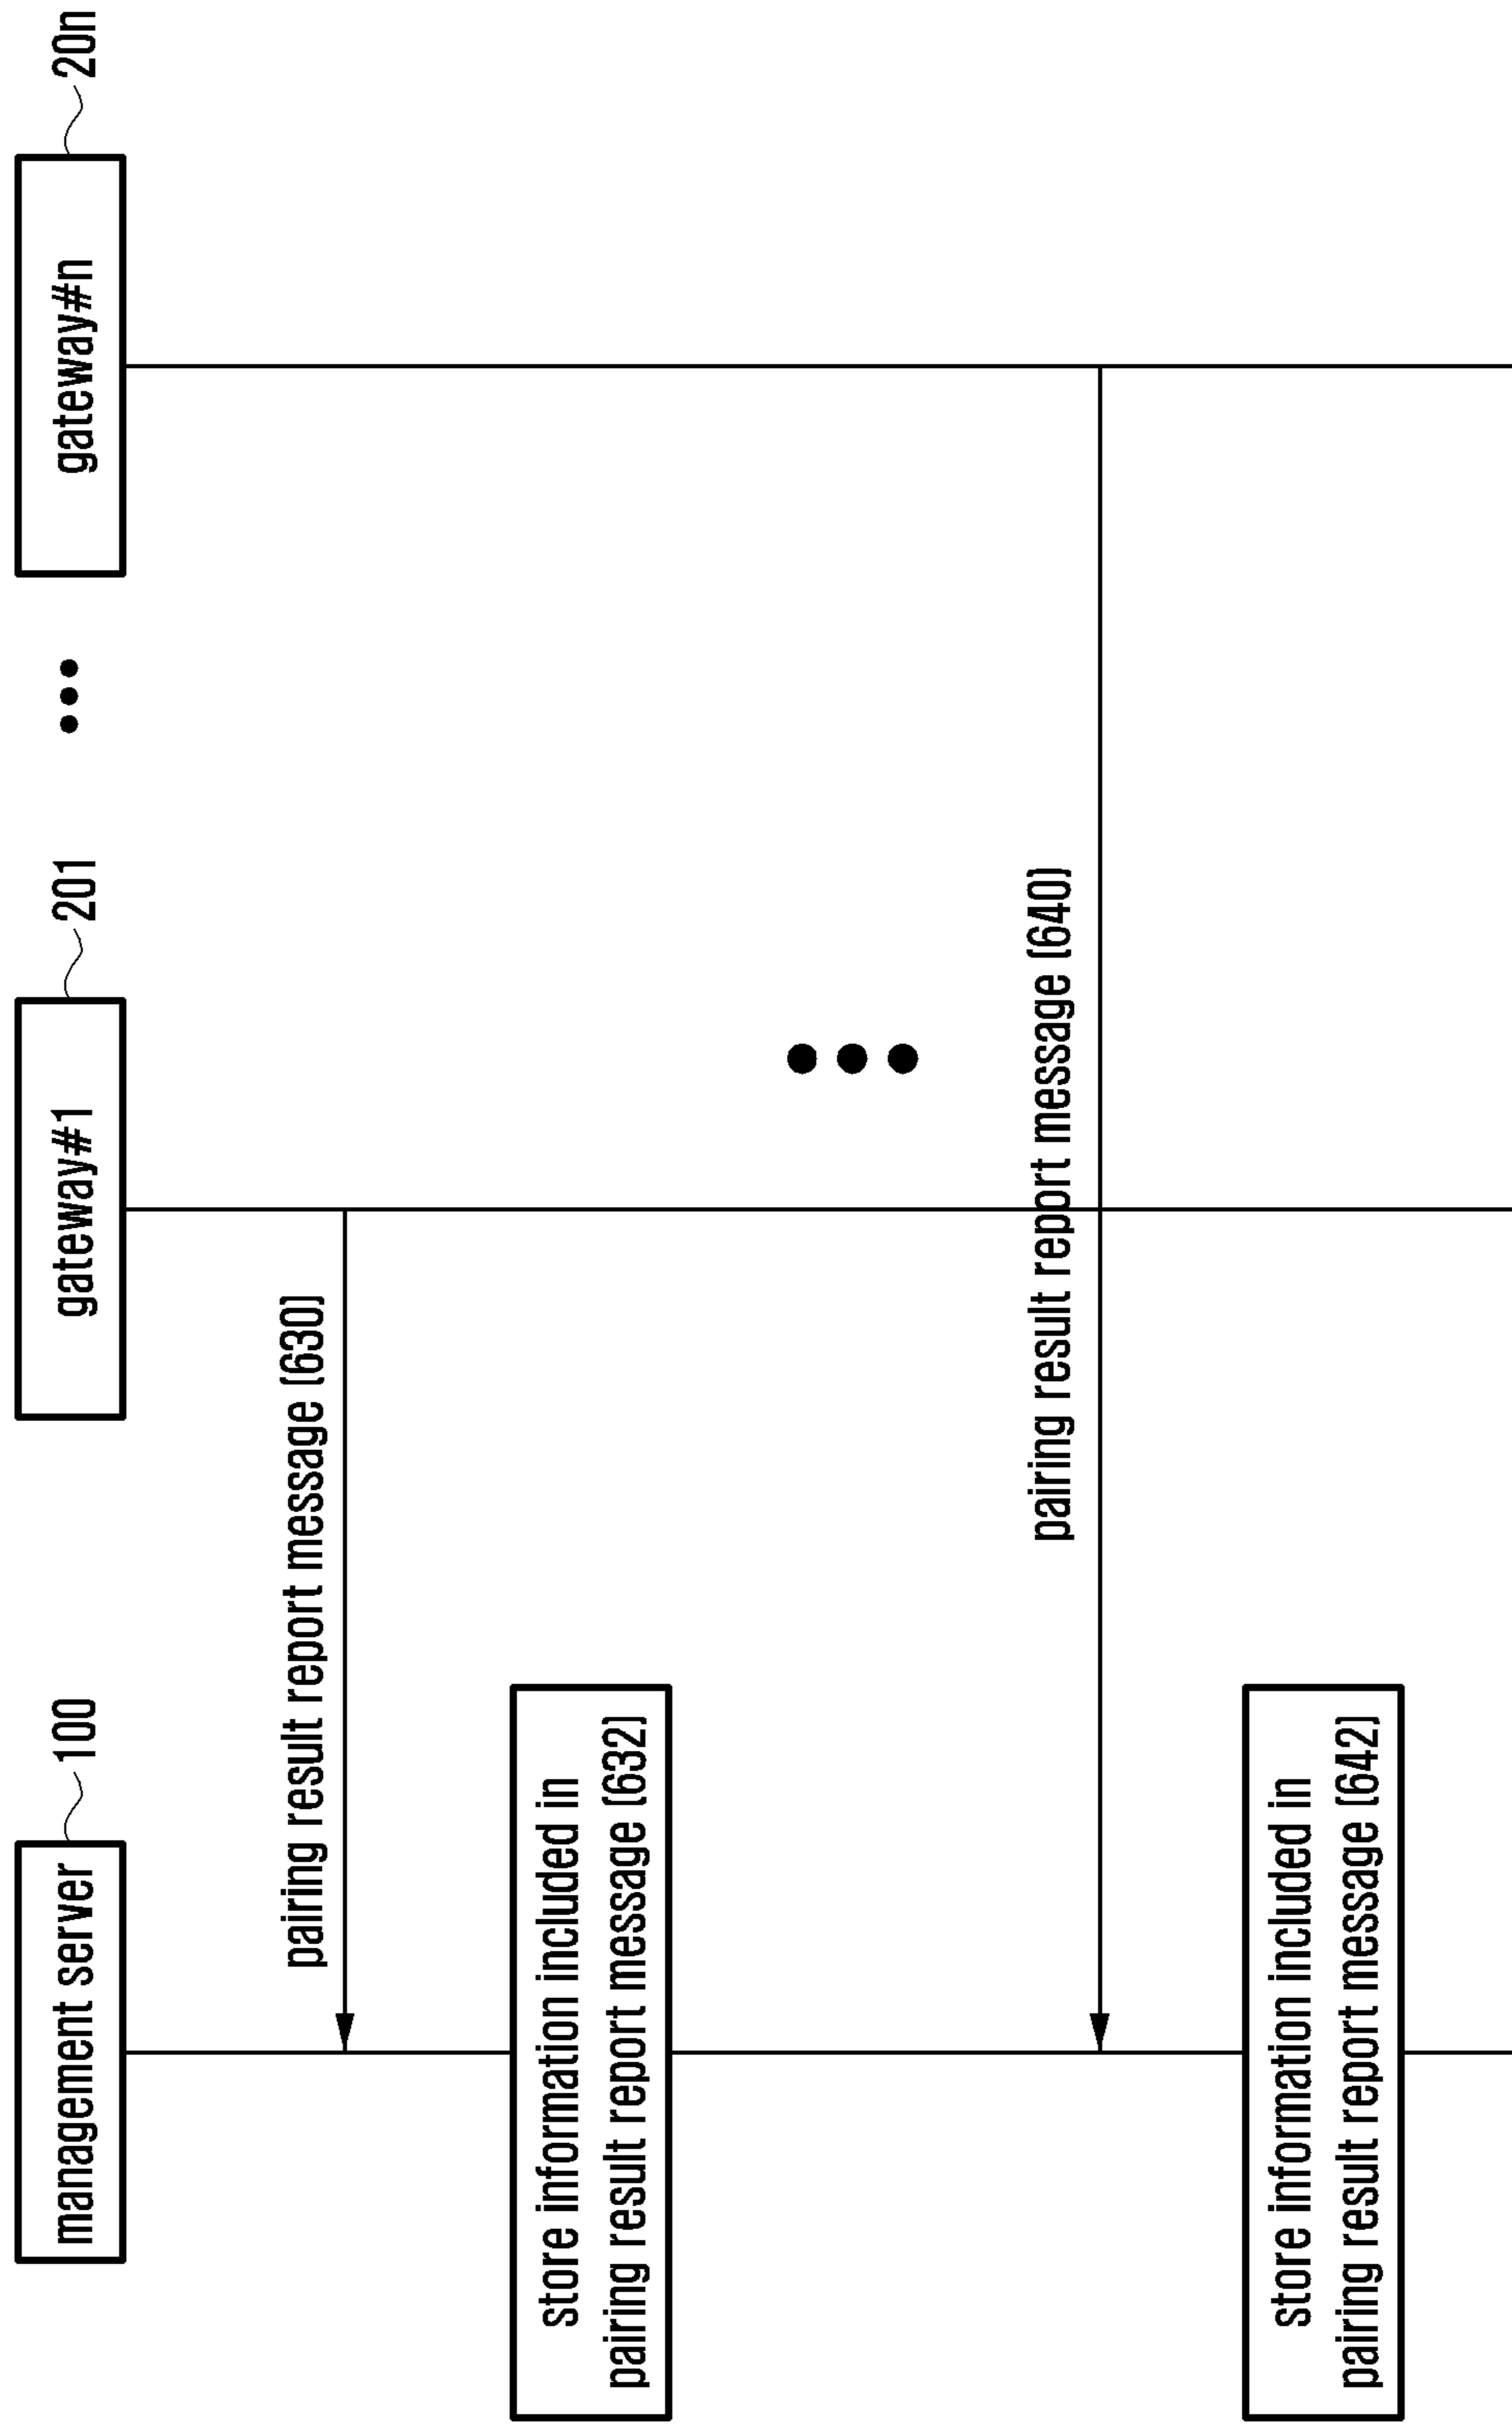 management server
100
gateway#1
201
gateway#n
20n
pairing result report message (630)
store information included in
pairing result report message (632)
pairing result report message (640)
store information included in
pairing result report message (642)